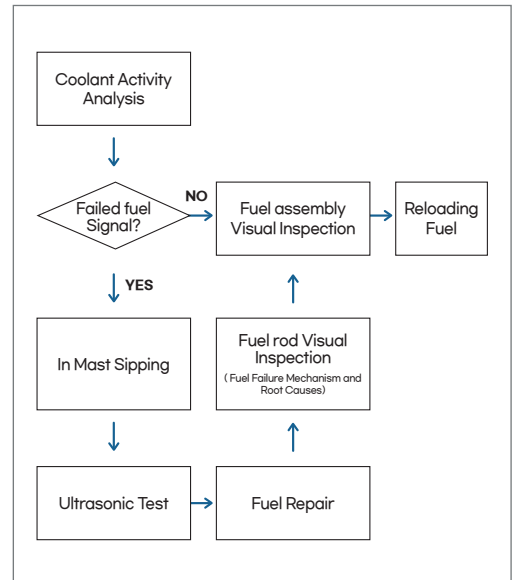 Coolant Activity
Analysis
Failed fuel
Signal?
NO
Fuel assembly
Visual Inspection
Reloading
Fuel
YES
In Mast Sipping
Fuel rod Visual
Inspection
( Fuel Failure Mechanism and
Root Causes)
Ultrasonic Test
Fuel Repair